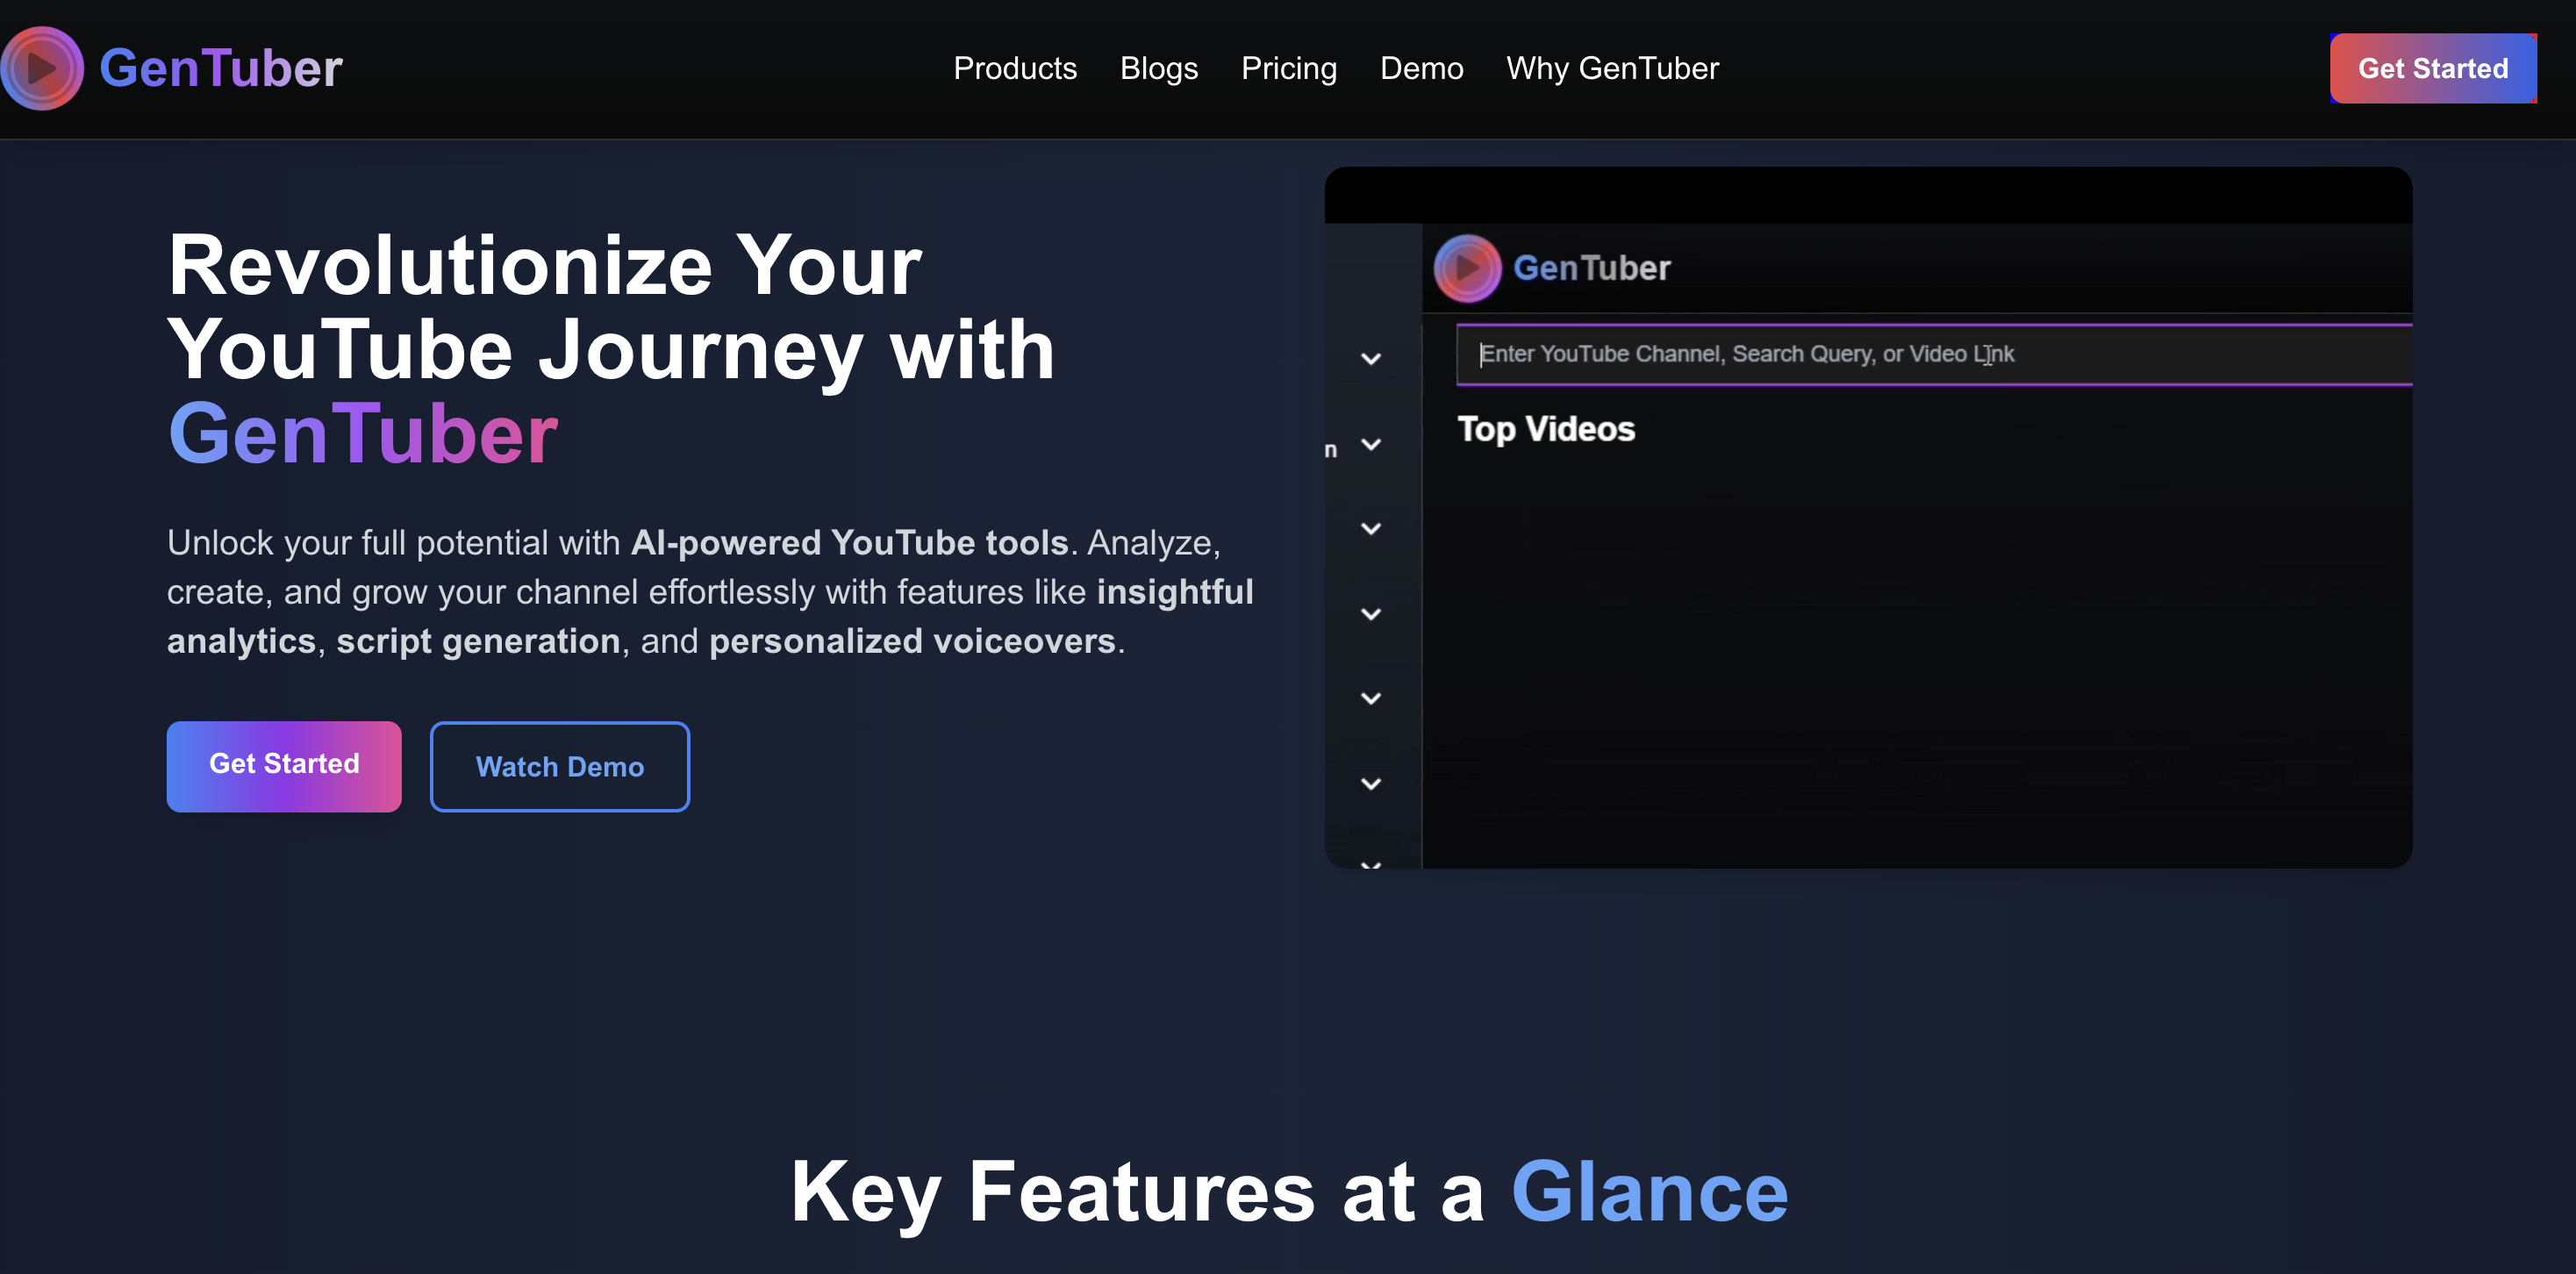 GenTuber
Products Blogs Pricing Demo Why GenTuber
Get Started
Revolutionize Your
YouTube Journey with
GenTuber
Unlock your full potential with AI-powered YouTube tools. Analyze,
create, and grow your channel effortlessly with features like insightful
analytics, script generation, and personalized voiceovers.
Get Started
Watch Demo
GenTuber
Enter YouTube Channel, Search Query, or Video Link
n
Top Videos
Key Features at a Glance